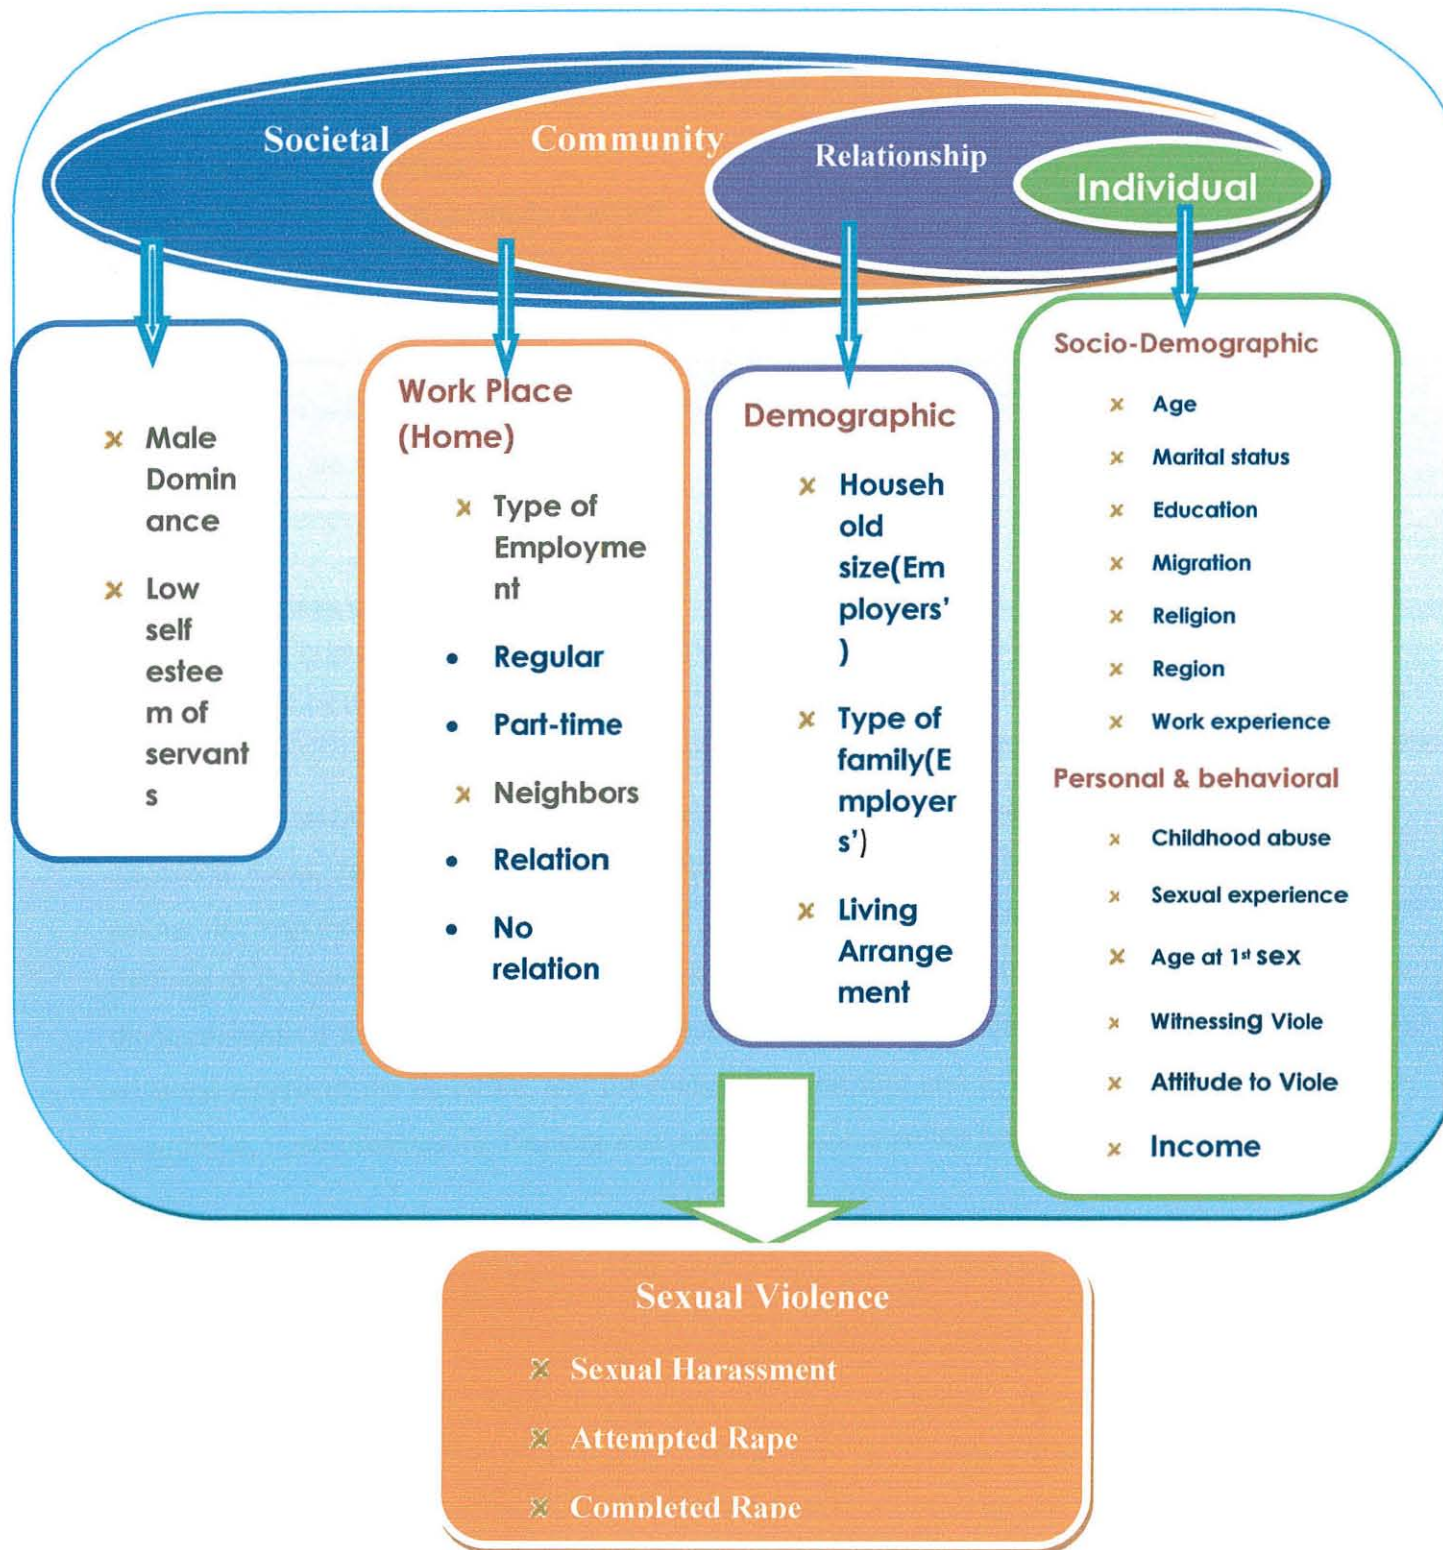 Societal
Community
Relationship
Individual
× Male
Domin
ance
× Low
self
estee
m of
servant
s
Work Place
(Home)
× Type of
Employme
nt
• Regular
• Part-time
× Neighbors
• Relation
• No
relation
Demographic
× Househ
old
size(Em
ployers’
)
× Type of
family(E
mployer
s’)
× Living
Arrange
ment
Socio-Demographic
× Age
× Marital status
× Education
× Migration
× Religion
× Region
× Work experience
Personal & behavioral
× Childhood abuse
× Sexual experience
× Age at 1st sex
× Witnessing Viole
× Attitude to Viole
× Income
Sexual Violence
× Sexual Harassment
× Attempted Rape
× Completed Rape